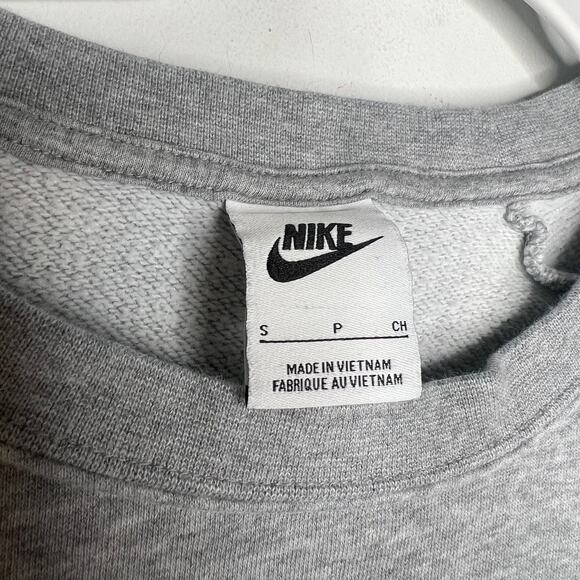 NIKE
S P CH
MADE IN VIETNAM
FABRIQUE AU VIETNAM